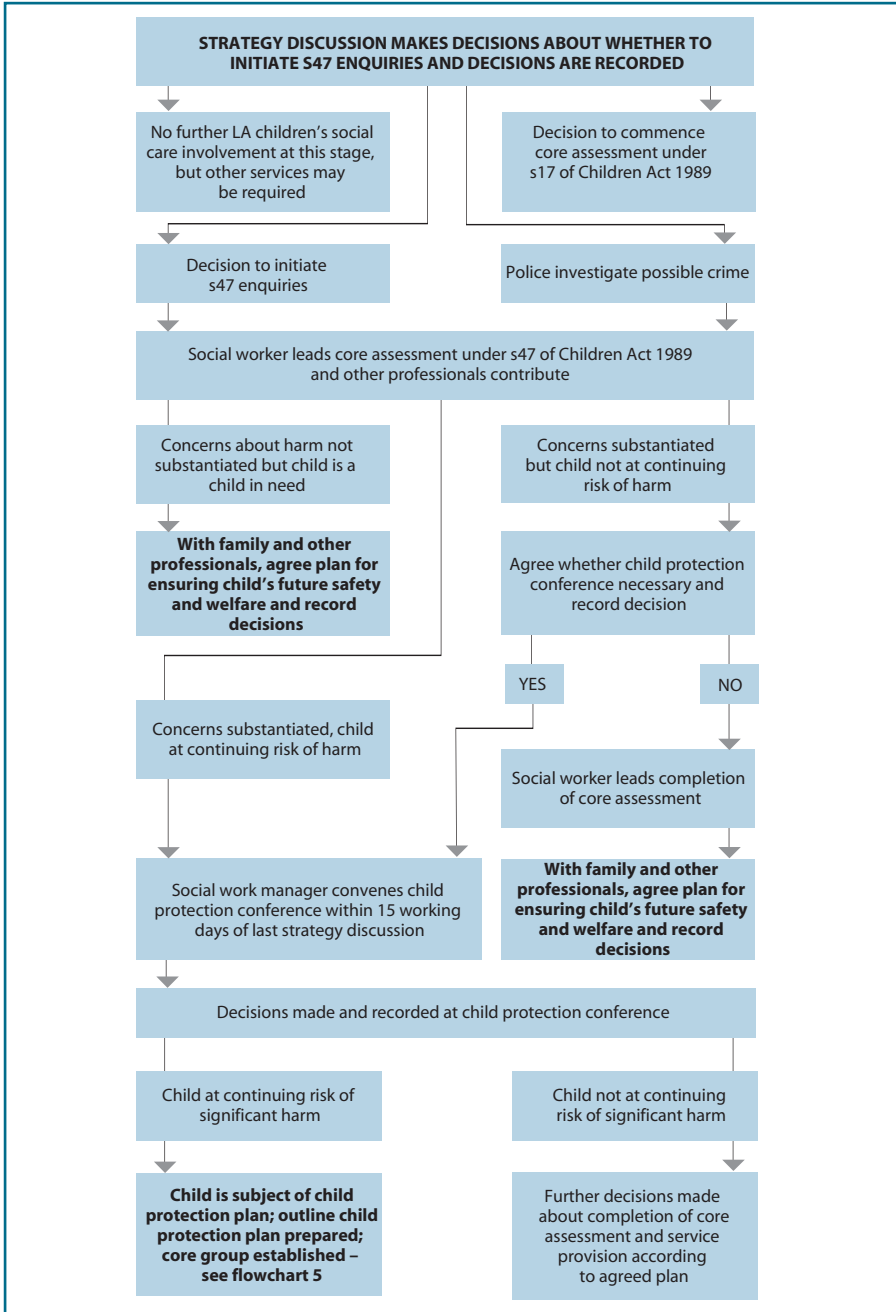 STRATEGY DISCUSSION MAKES DECISIONS ABOUT WHETHER TO
INITIATE S47 ENQUIRIES AND DECISIONS ARE RECORDED
No further LA children's social
care involvement at this stage,
but other services may
be required
Decision to commence
core assessment under
s17 of Children Act 1989
Decision to initiate
s47 enquiries
Police investigate possible crime
Social worker leads core assessment under s47 of Children Act 1989
and other professionals contribute
Concerns about harm not
substantiated but child is a
child in need
Concerns substantiated
but child not at continuing
risk of harm
With family and other
professionals, agree plan for
ensuring child's future safety
and welfare and record
decisions
Agree whether child protection
conference necessary and
record decision
YES
NO
Concerns substantiated, child
at continuing risk of harm
Social worker leads completion
of core assessment
Social work manager convenes child
protection conference within 15 working
days of last strategy discussion
With family and other
professionals, agree plan for
ensuring child's future safety
and welfare and record
decisions
Decisions made and recorded at child protection conference
Child at continuing risk of
significant harm
Child not at continuing
risk of significant harm
Child is subject of child
protection plan; outline child
protection plan prepared;
core group established –
see flowchart 5
Further decisions made
about completion of core
assessment and service
provision according
to agreed plan